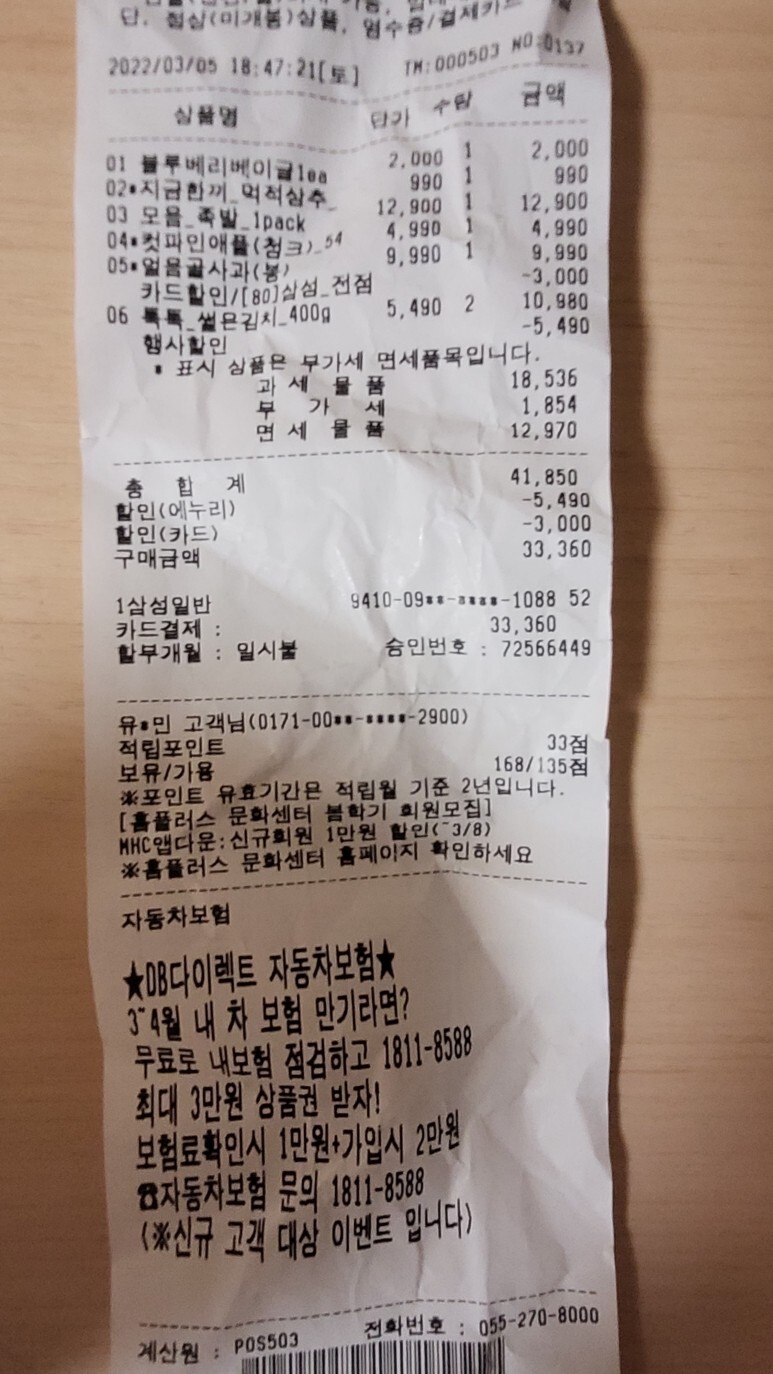 단, 침상(미개봉)상품, 영수증/결제카드
2022/03/05 18:47:21[토] TM:000503 NO:0137
상품명 단가 수량 금액
01 블루베리베이글1ea 2,000 1 2,000
02*지금한끼_먹적상추_ 990 1 990
03 모음_족발_1pack 12,900 1 12,900
04*컷파인애플(청크)_54 4,990 1 4,990
05*얼음골사과(봉) 9,990 1 9,990
카드할인/[80]삼성_전점 -3,000
06 톡톡_썰은김치_400g 5,490 2 10,980
행사할인 -5,490
* 표시 상품은 부가세 면세품목입니다.
과 세 물 품 18,536
부 가 세 1,854
면 세 물 품 12,970
총 합 계 41,850
할인(에누리) -5,490
할인(카드) -3,000
구매금액 33,360
1삼성일반 9410-09**-****-1088 52
카드결제 : 33,360
할부개월 : 일시불 승인번호 : 72566449
유*민 고객님(0171-00**-****-2900)
적립포인트 33점
보유/가용 168/135점
※포인트 유효기간은 적립월 기준 2년입니다.
[홈플러스 문화센터 봄학기 회원모집]
MHC앱다운:신규회원 1만원 할인(~3/8)
※홈플러스 문화센터 홈페이지 확인하세요
자동차보험
★DB다이렉트 자동차보험★
3~4월 내 차 보험 만기라면?
무료로 내보험 점검하고 1811-8588
최대 3만원 상품권 받자!
보험료확인시 1만원+가입시 2만원
☎자동차보험 문의 1811-8588
(※신규 고객 대상 이벤트 입니다)
계산원 : POS503 전화번호 : 055-270-8000